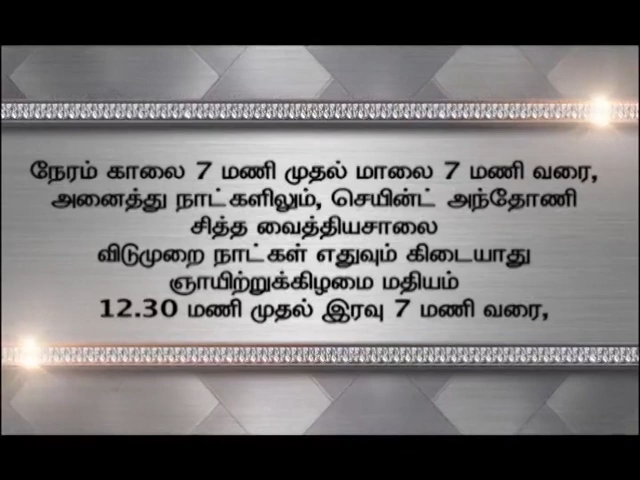 நேரம் காலை 7 மணி முதல் மாலை 7 மணி வரை,
அனைத்து நாட்களிலும், செயின்ட் அந்தோணி
சித்த வைத்தியசாலை
விடுமுறை நாட்கள் எதுவும் கிடையாது
ஞாயிற்றுக்கிழமை மதியம்
12.30 மணி முதல் இரவு 7 மணி வரை,